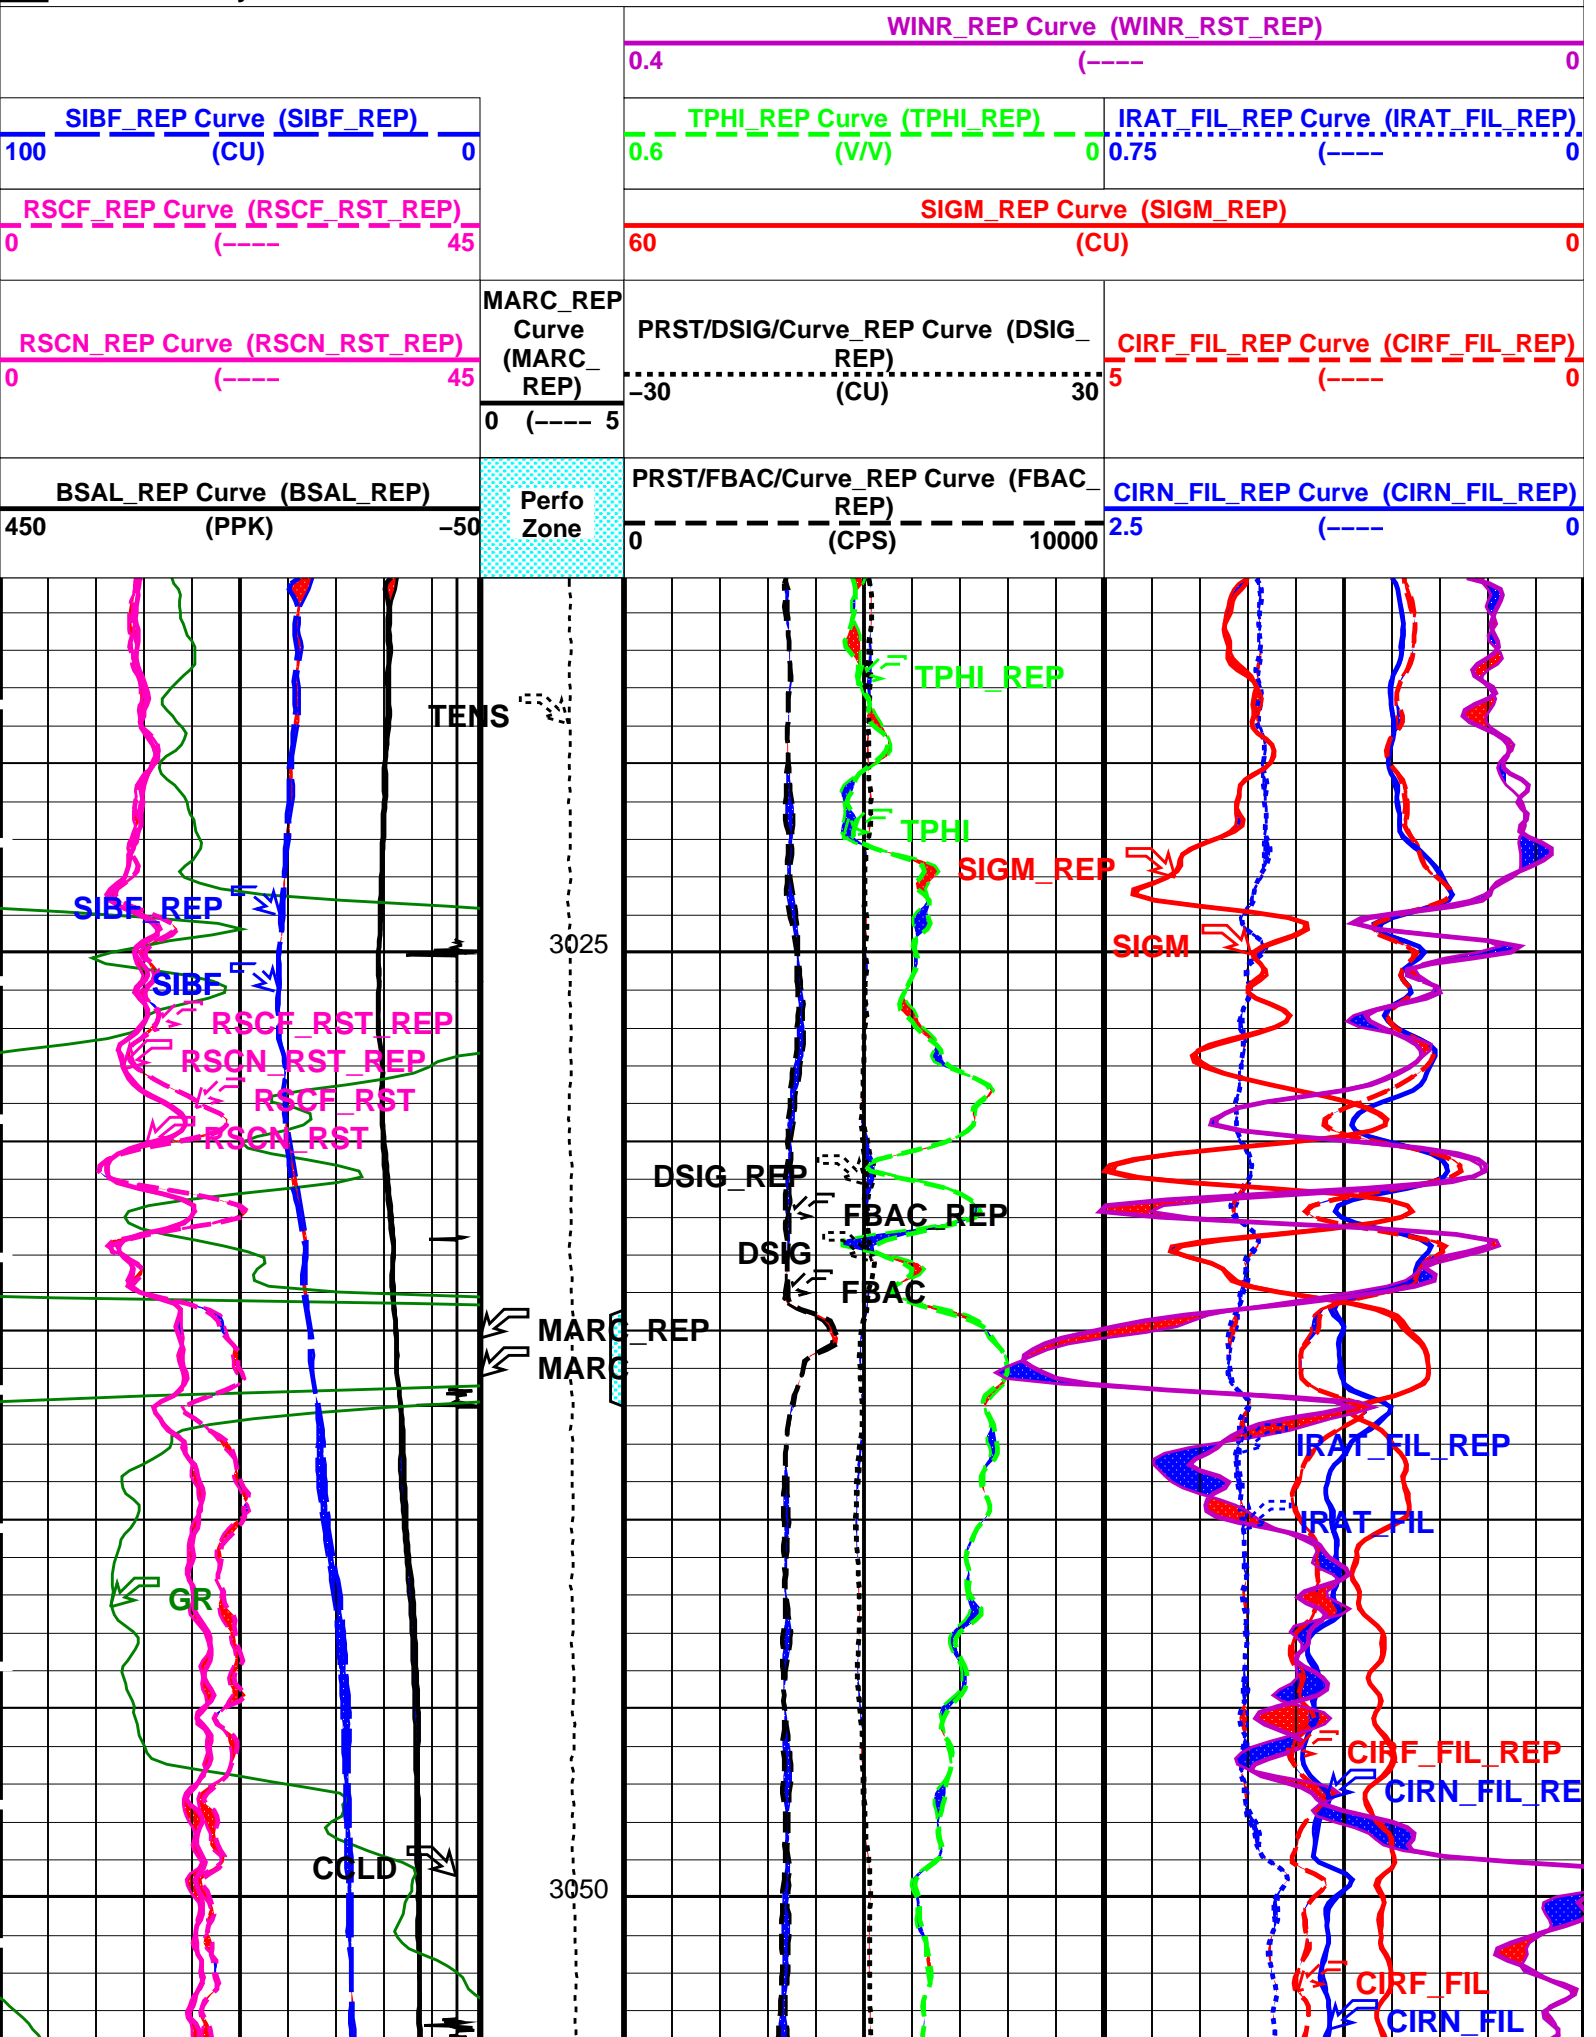 WINR_REP Curve (WINR_RST_REP)
0.4 (---- 0
SIBF_REP Curve (SIBF_REP)
100 (CU) 0
TPHI_REP Curve (TPHI_REP)
0.6 (V/V) 0
IRAT_FIL_REP Curve (IRAT_FIL_REP)
0.75 (---- 0
RSCF_REP Curve (RSCF_RST_REP)
0 (---- 45
SIGM_REP Curve (SIGM_REP)
60 (CU) 0
RSCN_REP Curve (RSCN_RST_REP)
0 (---- 45
MARC_REP
Curve
(MARC_
REP)
0 (---- 5
PRST/DSIG/Curve_REP Curve (DSIG_
REP)
-30 (CU) 30
CIRF_FIL_REP Curve (CIRF_FIL_REP)
5 (---- 0
BSAL_REP Curve (BSAL_REP)
450 (PPK) -50
Perfo
Zone
PRST/FBAC/Curve_REP Curve (FBAC_
REP)
0 (CPS) 10000
CIRN_FIL_REP Curve (CIRN_FIL_REP)
2.5 (---- 0
TPHI_REP
TENS
TPHI
SIGM_REP
SIBF_REP
3025
SIGM
SIBF
RSCF_RST_REP
RSCN_RST_REP
RSCF_RST
RSCN_RST
DSIG_REP
FBAC_REP
DSIG
FBAC
MARC_REP
MARC
IRAT_FIL_REP
IRAT_FIL
GR
CIRF_FIL_REP
CIRN_FIL_RE
CCLD
3050
CIRF_FIL
CIRN_FIL